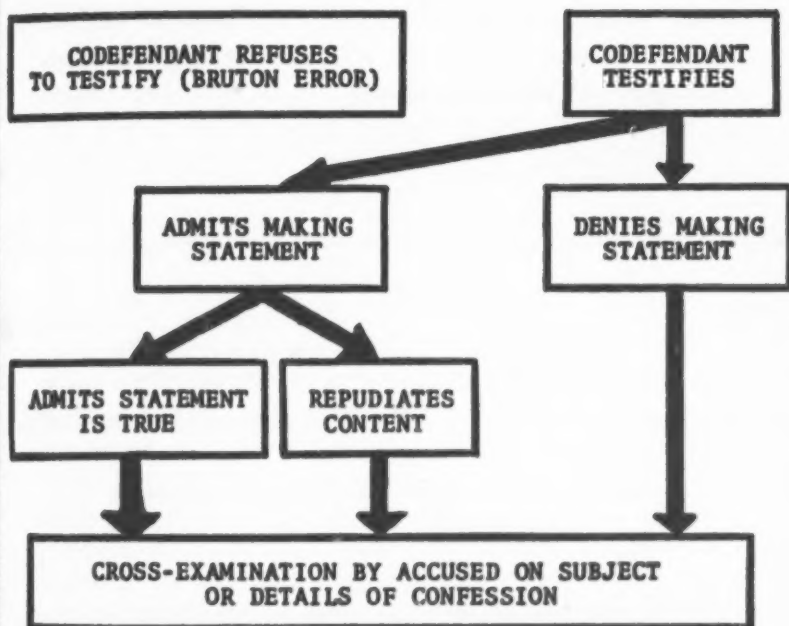 CODEFENDANT REFUSES
TO TESTIFY (BRUTON ERROR)
CODEFENDANT
TESTIFIES
ADMITS MAKING
STATEMENT
DENIES MAKING
STATEMENT
ADMITS STATEMENT
IS TRUE
REPUDIATES
CONTENT
CROSS-EXAMINATION BY ACCUSED ON SUBJECT
OR DETAILS OF CONFESSION